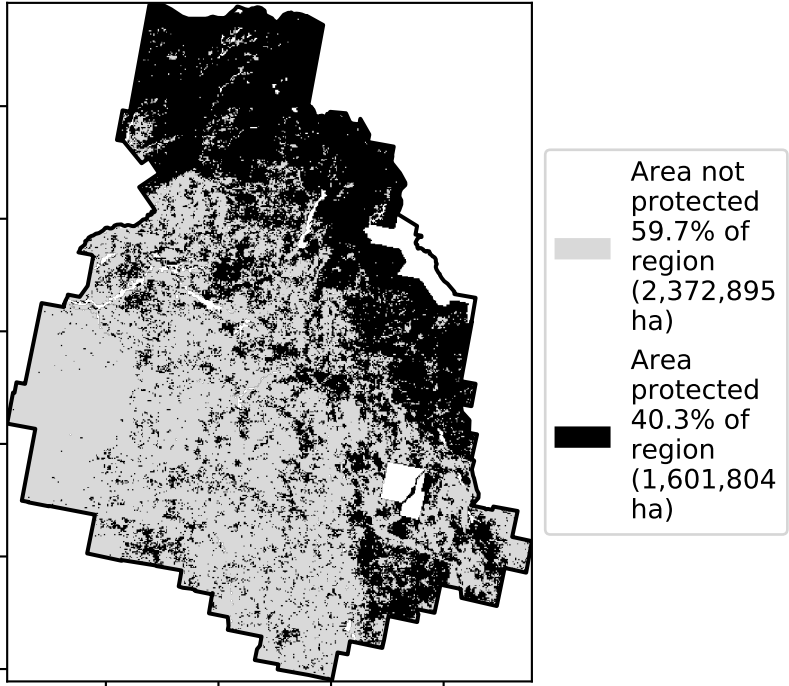 Area not
protected
59.7% of
region
(2,372,895
ha)
Area
protected
40.3% of
region
(1,601,804
ha)